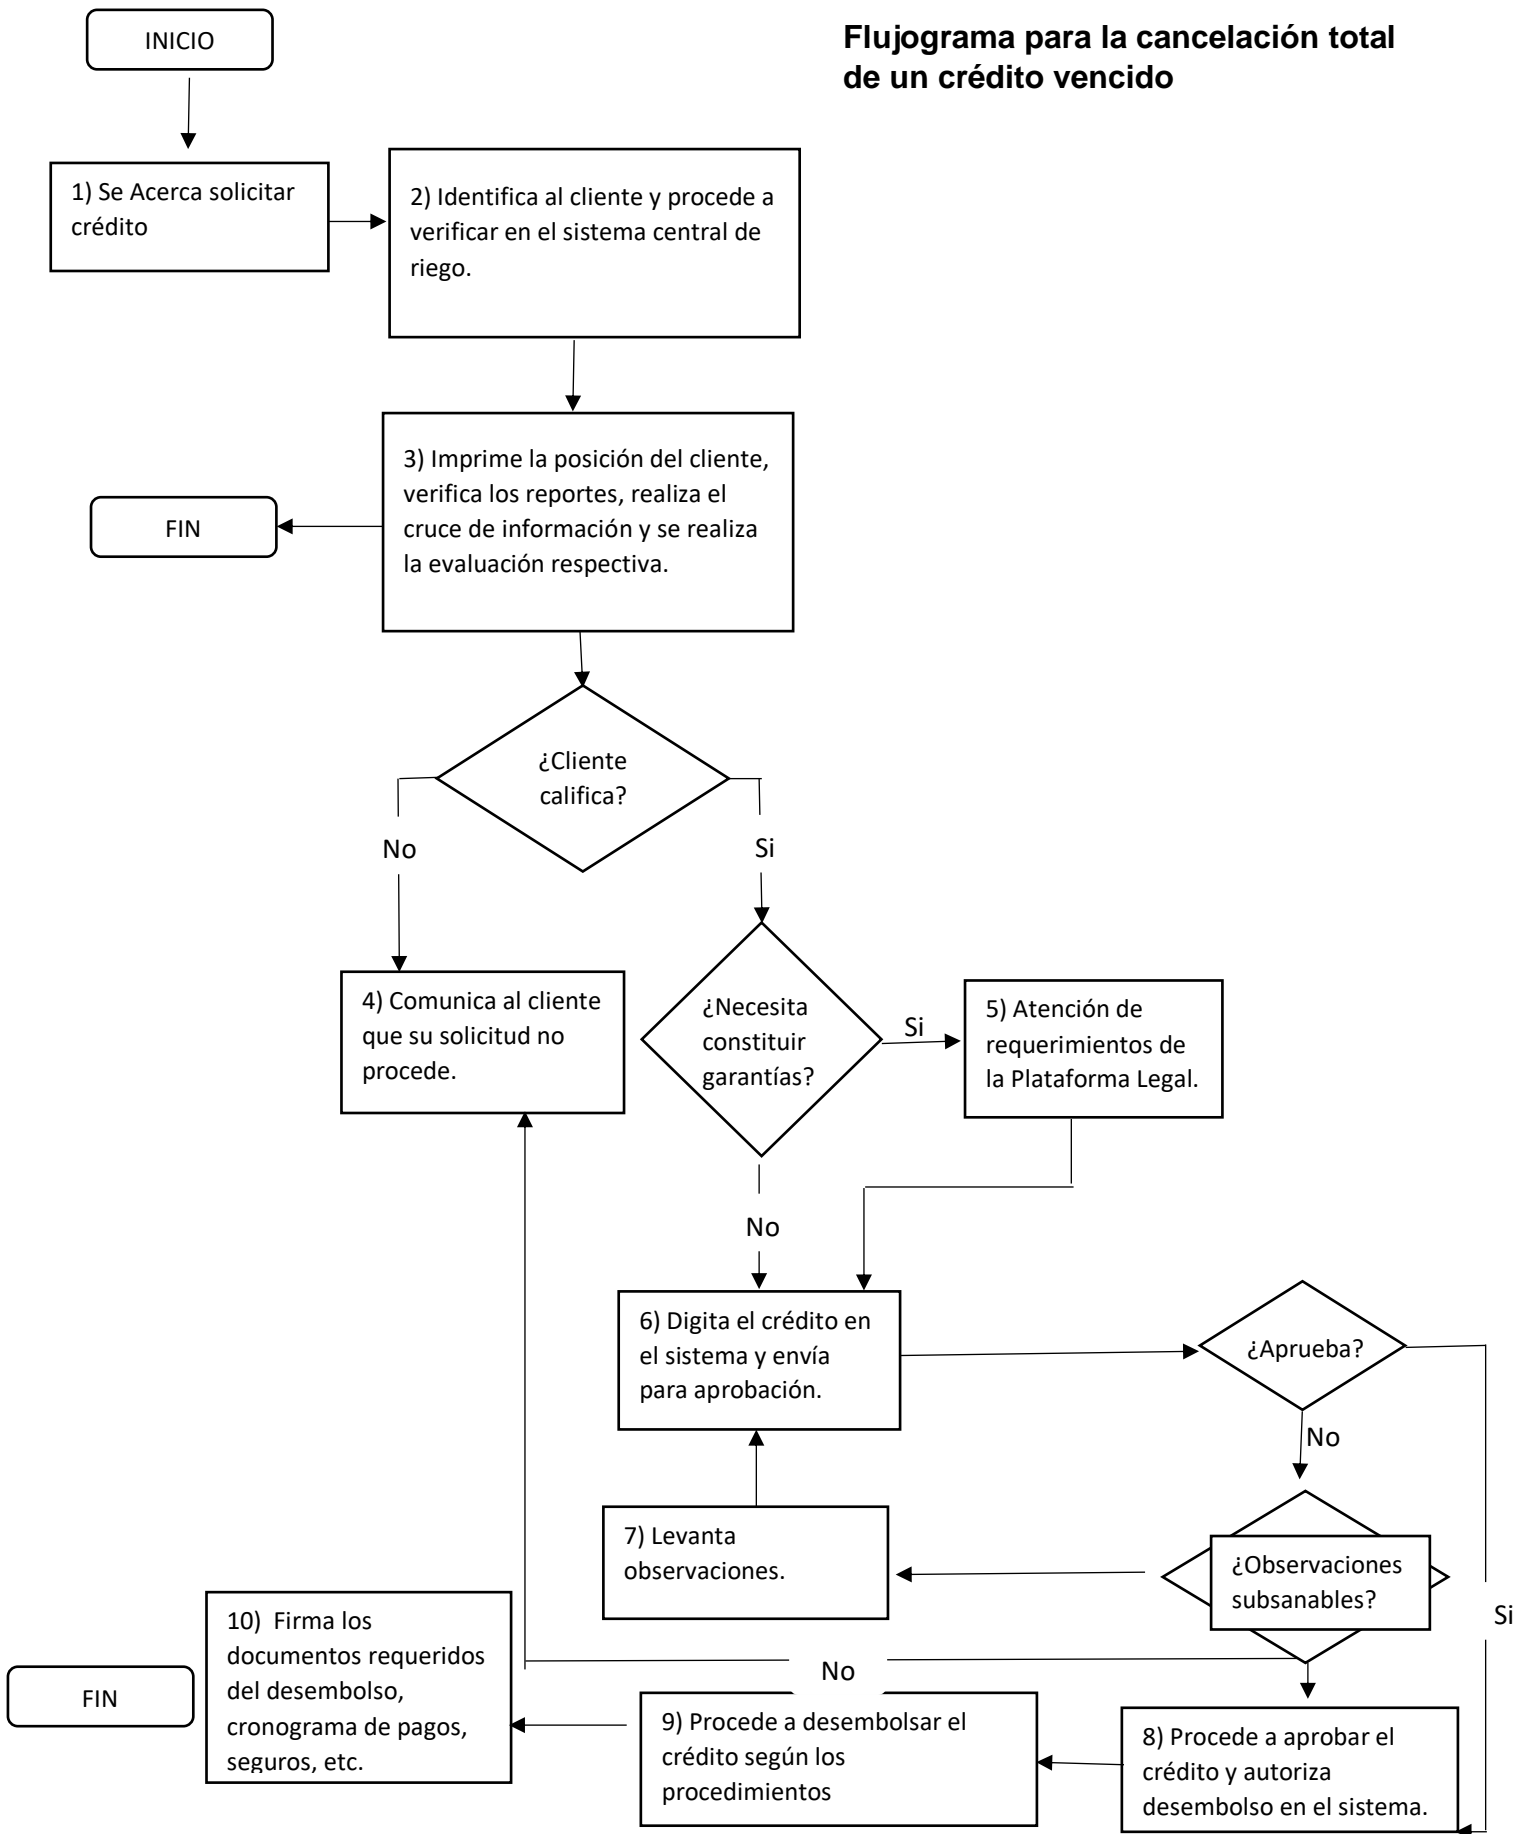 INICIO
Flujograma para la cancelación total
de un crédito vencido
1) Se Acerca solicitar
crédito
2) Identifica al cliente y procede a
verificar en el sistema central de
riego.
3) Imprime la posición del cliente,
verifica los reportes, realiza el
cruce de información y se realiza
la evaluación respectiva.
FIN
¿Cliente
califica?
No
Si
4) Comunica al cliente
que su solicitud no
procede.
¿Necesita
constituir
garantías?
Si
5) Atención de
requerimientos de
la Plataforma Legal.
No
6) Digita el crédito en
el sistema y envía
para aprobación.
¿Aprueba?
No
7) Levanta
observaciones.
¿Observaciones
subsanables?
Si
10) Firma los
documentos requeridos
del desembolso,
cronograma de pagos,
seguros, etc.
FIN
No
9) Procede a desembolsar el
crédito según los
procedimientos
8) Procede a aprobar el
crédito y autoriza
desembolso en el sistema.